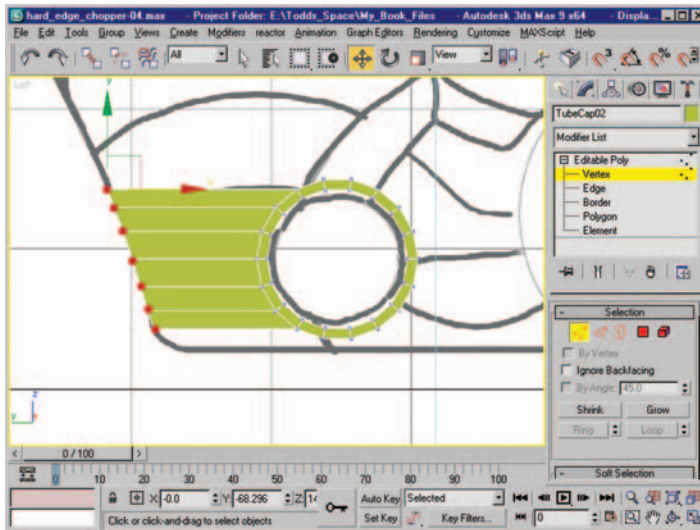 hard_edge_chopper-04.max - Project Folder: E:\Todds_Space\My_Book_Files - Autodesk 3ds Max 9 x64 - Displa...
File Edit Tools Group Views Create Modifiers reactor Animation Graph Editors Rendering Customize MAXScript Help
All View 3
Left
y
TubeCap02
Modifier List
Editable Poly
Vertex
Edge
Border
Polygon
Element
- Selection
By Vertex
Ignore Backfacing
By Angle: 45.0
Shrink Grow
Ring Loop
- Soft Selection
z
y
< 0 / 100 >
0 10 20 30 40 50 60 70 80 90 100
X: -0.0 Y: -68.296 Z: 14
Auto Key Selected
Click or click-and-drag to select objects
Set Key Key Filters... 0